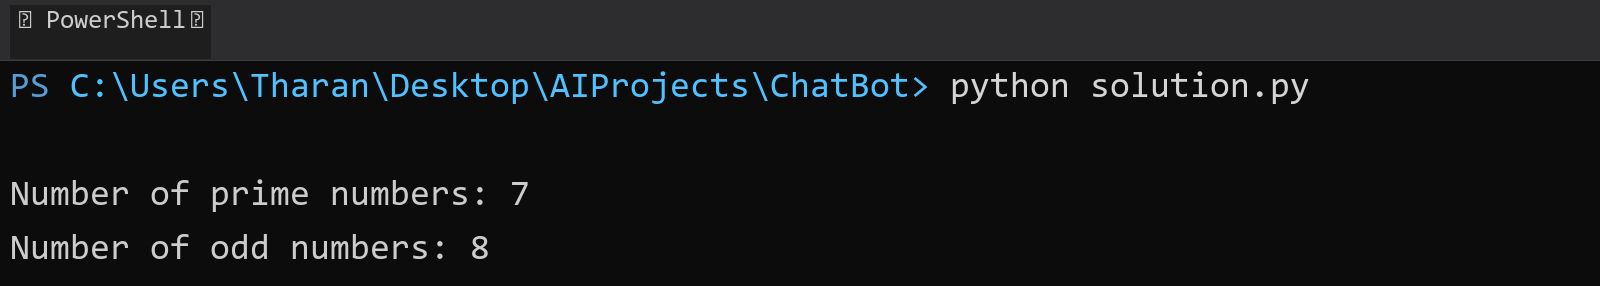 PowerShell
PS C:\Users\Tharan\Desktop\AIProjects\ChatBot> python solution.py
Number of prime numbers: 7
Number of odd numbers: 8